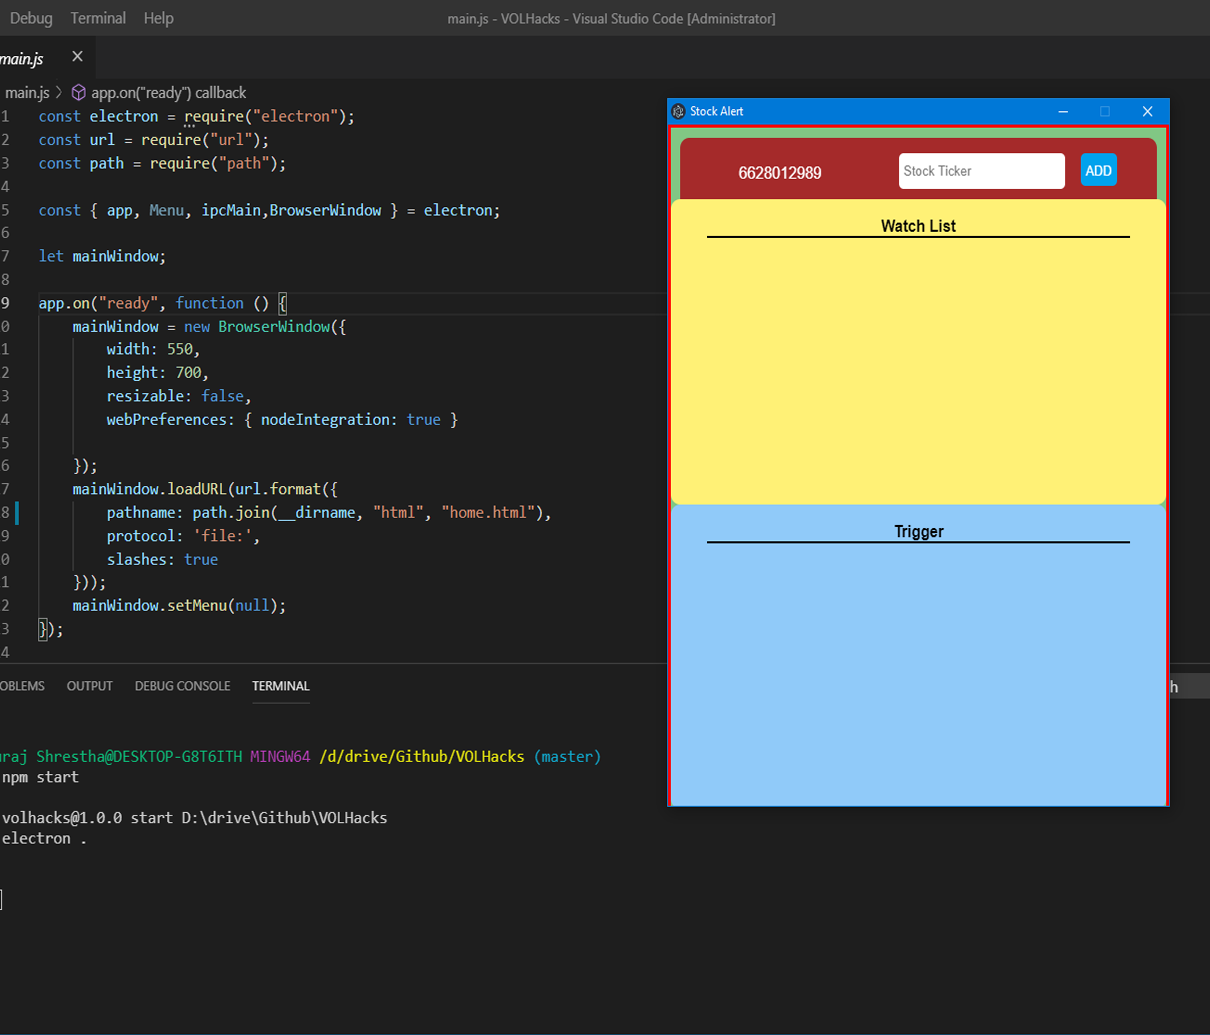 Debug Terminal Help
main.js - VOLHacks - Visual Studio Code [Administrator]
main.js ×
main.js > app.on("ready") callback
1 const electron = require("electron");
2 const url = require("url");
3 const path = require("path");
4
5 const { app, Menu, ipcMain,BrowserWindow } = electron;
6
7 let mainWindow;
8
9 app.on("ready", function () {
0 mainWindow = new BrowserWindow({
1 width: 550,
2 height: 700,
3 resizable: false,
4 webPreferences: { nodeIntegration: true }
5
6 });
7 mainWindow.loadURL(url.format({
8 pathname: path.join(__dirname, "html", "home.html"),
9 protocol: 'file:',
0 slashes: true
1 }));
2 mainWindow.setMenu(null);
3 });
4
Stock Alert
6628012989 Stock Ticker ADD
Watch List
Trigger
OBLEMS OUTPUT DEBUG CONSOLE TERMINAL
h
raj Shrestha@DESKTOP-G8T6ITH MINGW64 /d/drive/Github/VOLHacks (master)
npm start
volhacks@1.0.0 start D:\drive\Github\VOLHacks
electron .